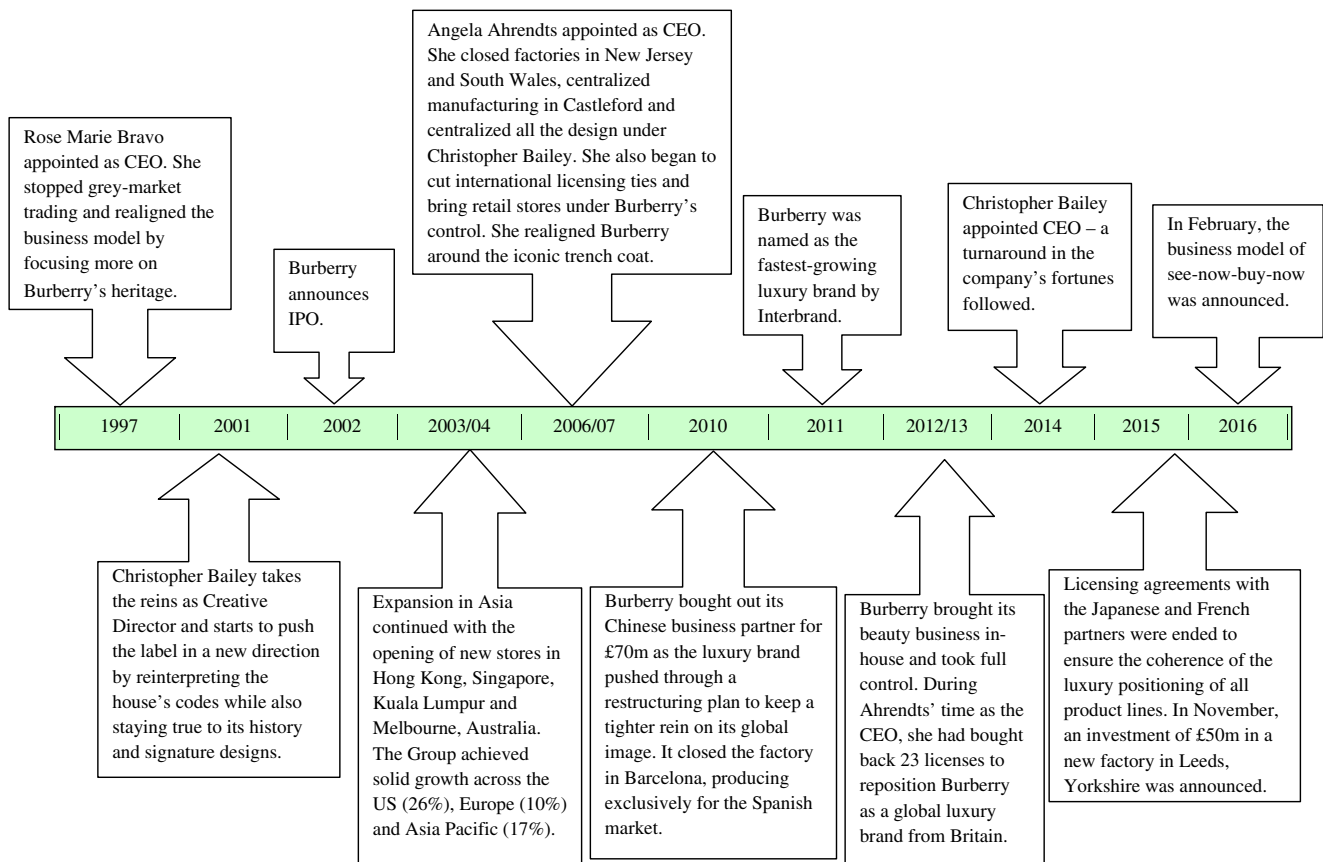 Angela Ahrendts appointed as CEO.
She closed factories in New Jersey
and South Wales, centralized
manufacturing in Castleford and
centralized all the design under
Christopher Bailey. She also began to
cut international licensing ties and
bring retail stores under Burberry's
control. She realigned Burberry
around the iconic trench coat.
Rose Marie Bravo
appointed as CEO. She
stopped grey-market
trading and realigned the
business model by
focusing more on
Burberry's heritage.
Burberry
announces
IPO.
Burberry was
named as the
fastest-growing
luxury brand by
Interbrand.
Christopher Bailey
appointed CEO – a
turnaround in the
company's fortunes
followed.
In February, the
business model of
see-now-buy-now
was announced.
1997 2001 2002 2003/04 2006/07 2010 2011 2012/13 2014 2015 2016
Christopher Bailey takes
the reins as Creative
Director and starts to push
the label in a new direction
by reinterpreting the
house's codes while also
staying true to its history
and signature designs.
Expansion in Asia
continued with the
opening of new stores in
Hong Kong, Singapore,
Kuala Lumpur and
Melbourne, Australia.
The Group achieved
solid growth across the
US (26%), Europe (10%)
and Asia Pacific (17%).
Burberry bought out its
Chinese business partner for
£70m as the luxury brand
pushed through a
restructuring plan to keep a
tighter rein on its global
image. It closed the factory
in Barcelona, producing
exclusively for the Spanish
market.
Burberry brought its
beauty business in-
house and took full
control. During
Ahrendts' time as the
CEO, she had bought
back 23 licenses to
reposition Burberry
as a global luxury
brand from Britain.
Licensing agreements with
the Japanese and French
partners were ended to
ensure the coherence of the
luxury positioning of all
product lines. In November,
an investment of £50m in a
new factory in Leeds,
Yorkshire was announced.